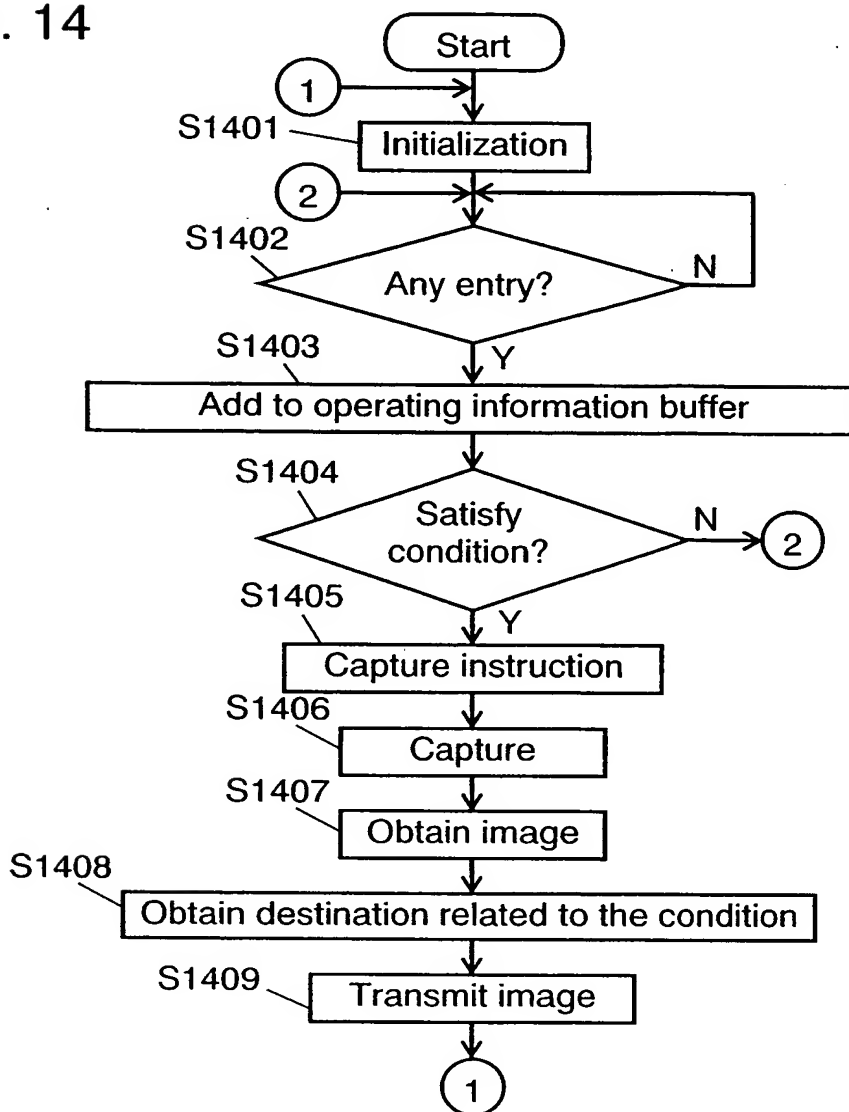 . 14
Start
1
S1401
Initialization
2
S1402
Any entry?
N
Y
S1403
Add to operating information buffer
S1404
Satisfy
condition?
N
2
Y
S1405
Capture instruction
S1406
Capture
S1407
Obtain image
S1408
Obtain destination related to the condition
S1409
Transmit image
1